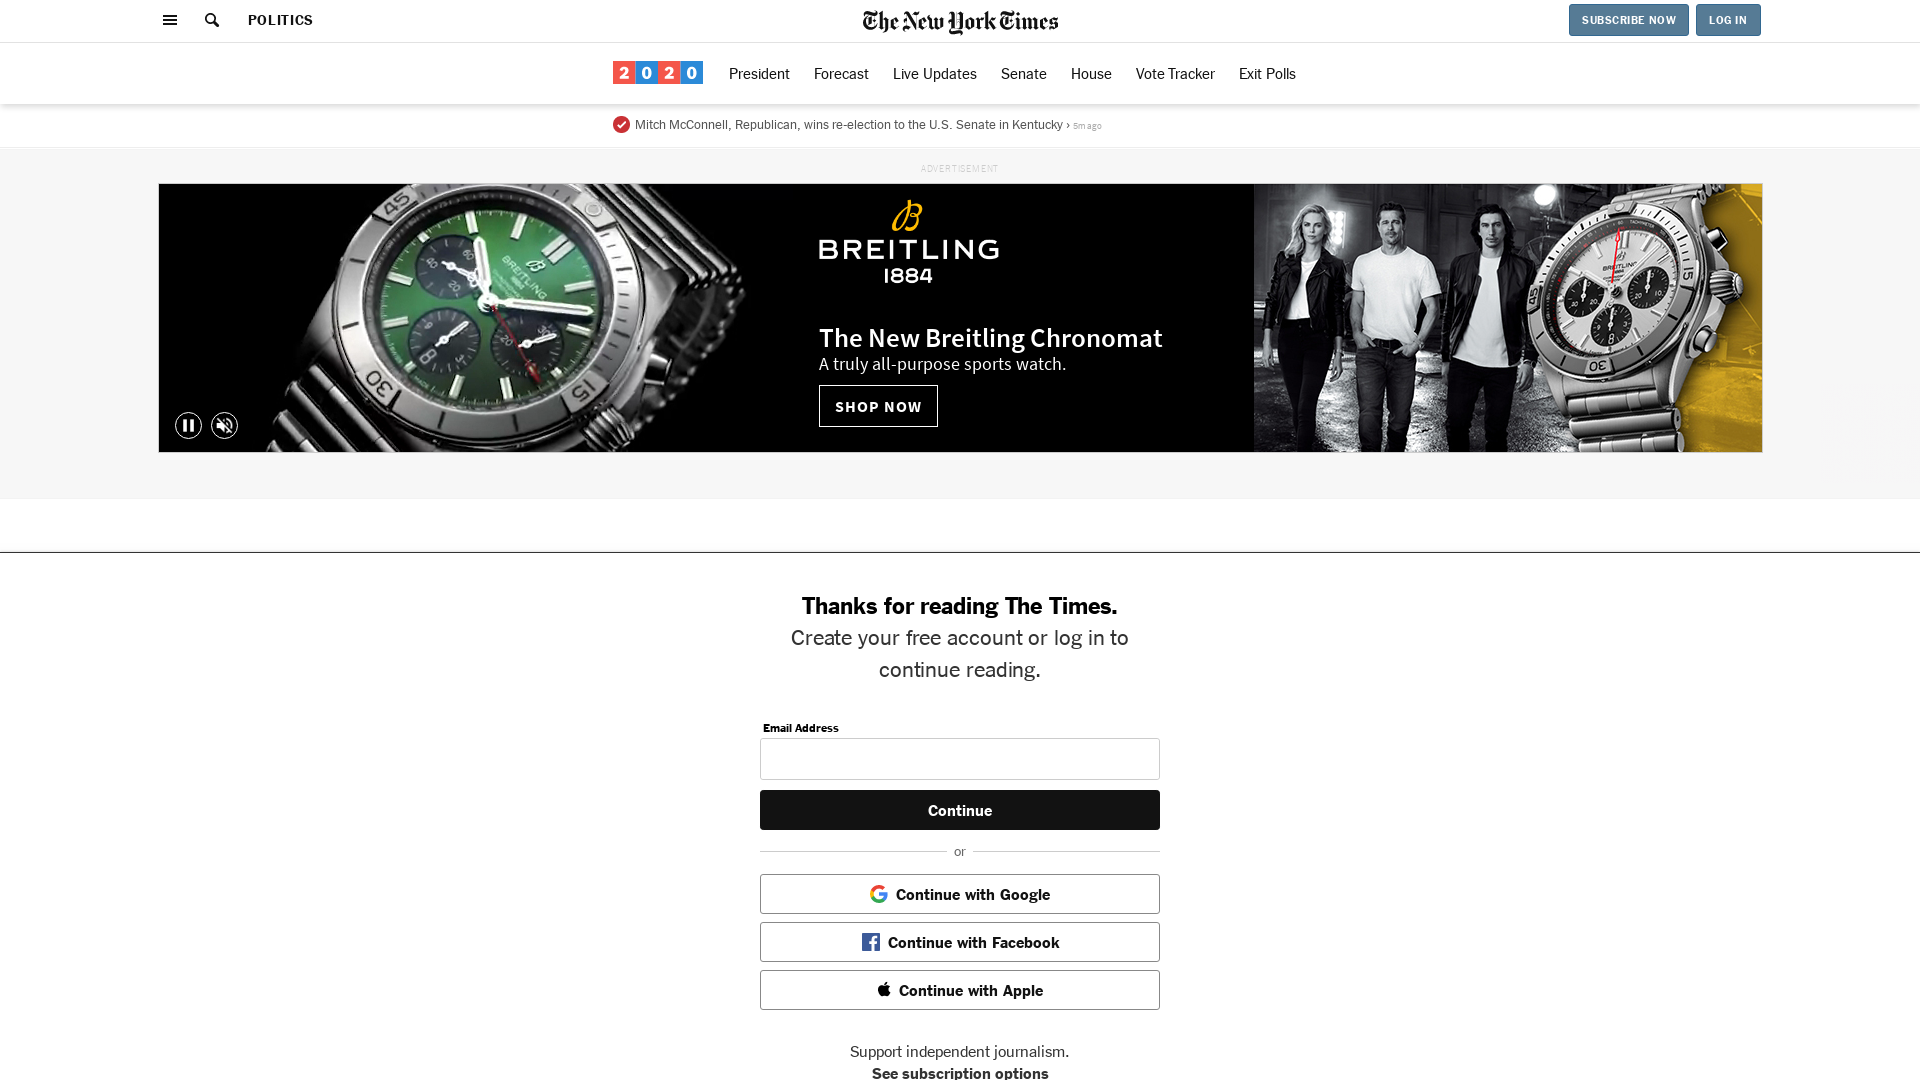 POLITICS
The New York Times
SUBSCRIBE NOW
LOG IN
2020
President
Forecast
Live Updates
Senate
House
Vote Tracker
Exit Polls
Mitch McConnell, Republican, wins re-election to the U.S. Senate in Kentucky › 5m ago
ADVERTISEMENT
B
BREITLING
1884
The New Breitling Chronomat
A truly all-purpose sports watch.
SHOP NOW
Thanks for reading The Times.
Create your free account or log in to
continue reading.
Email Address
Continue
or
Continue with Google
Continue with Facebook
Continue with Apple
Support independent journalism.
See subscription options